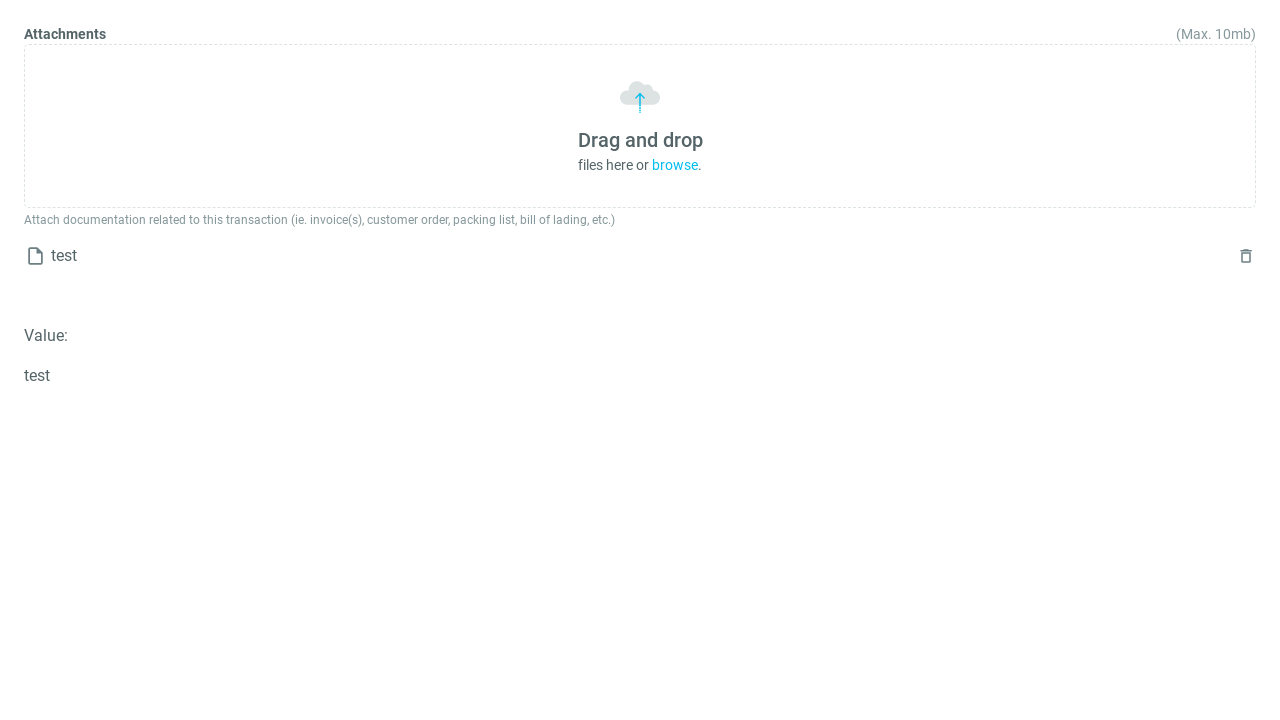 Attachments (Max. 10mb)
Drag and drop
files here or browse.
Attach documentation related to this transaction (ie. invoice(s), customer order, packing list, bill of lading, etc.)
test
Value:
test